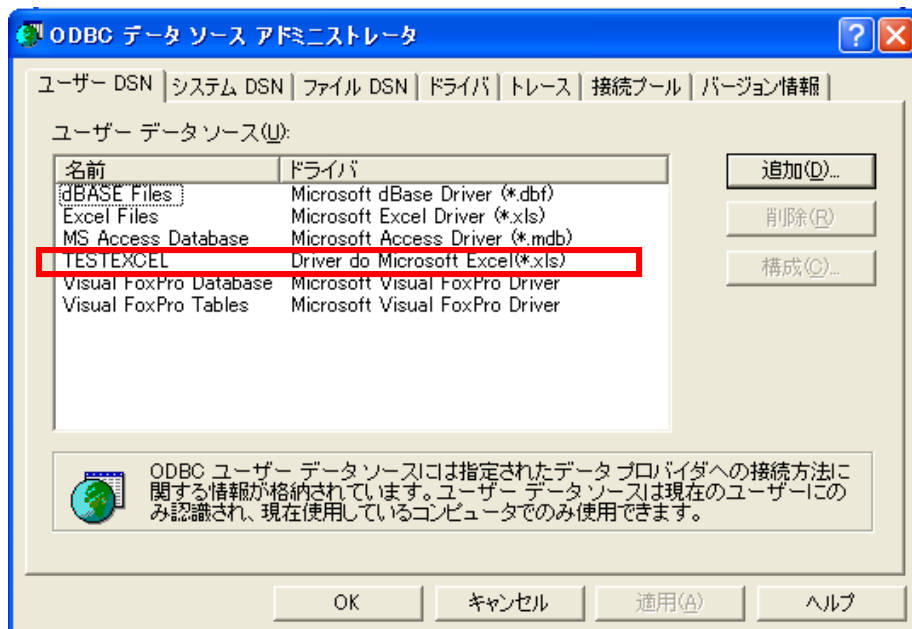 ODBC データ ソース アドミニストレータ
ユーザー DSN システム DSN ファイル DSN ドライバ トレース 接続プール バージョン情報
ユーザー データ ソース(U):
名前 ドライバ
dBASE Files Microsoft dBase Driver (*.dbf)
Excel Files Microsoft Excel Driver (*.xls)
MS Access Database Microsoft Access Driver (*.mdb)
TESTEXCEL Driver do Microsoft Excel(*.xls)
Visual FoxPro Database Microsoft Visual FoxPro Driver
Visual FoxPro Tables Microsoft Visual FoxPro Driver
追加(D)...
削除(R)
構成(C)...
ODBC ユーザー データ ソースには指定されたデータ プロバイダへの接続方法に
関する情報が格納されています。ユーザー データ ソースは現在のユーザーにの
み認識され、現在使用しているコンピュータでのみ使用できます。
OK キャンセル 適用(A) ヘルプ